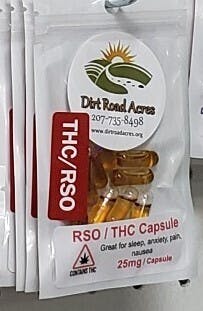 Dirt Road Acres
207-735-8498
www.dirtroadacres.org
THC/RSO
RSO / THC Capsule
Great for sleep, anxiety, pain,
nausea
25mg / Capsule
CONTAINS THC